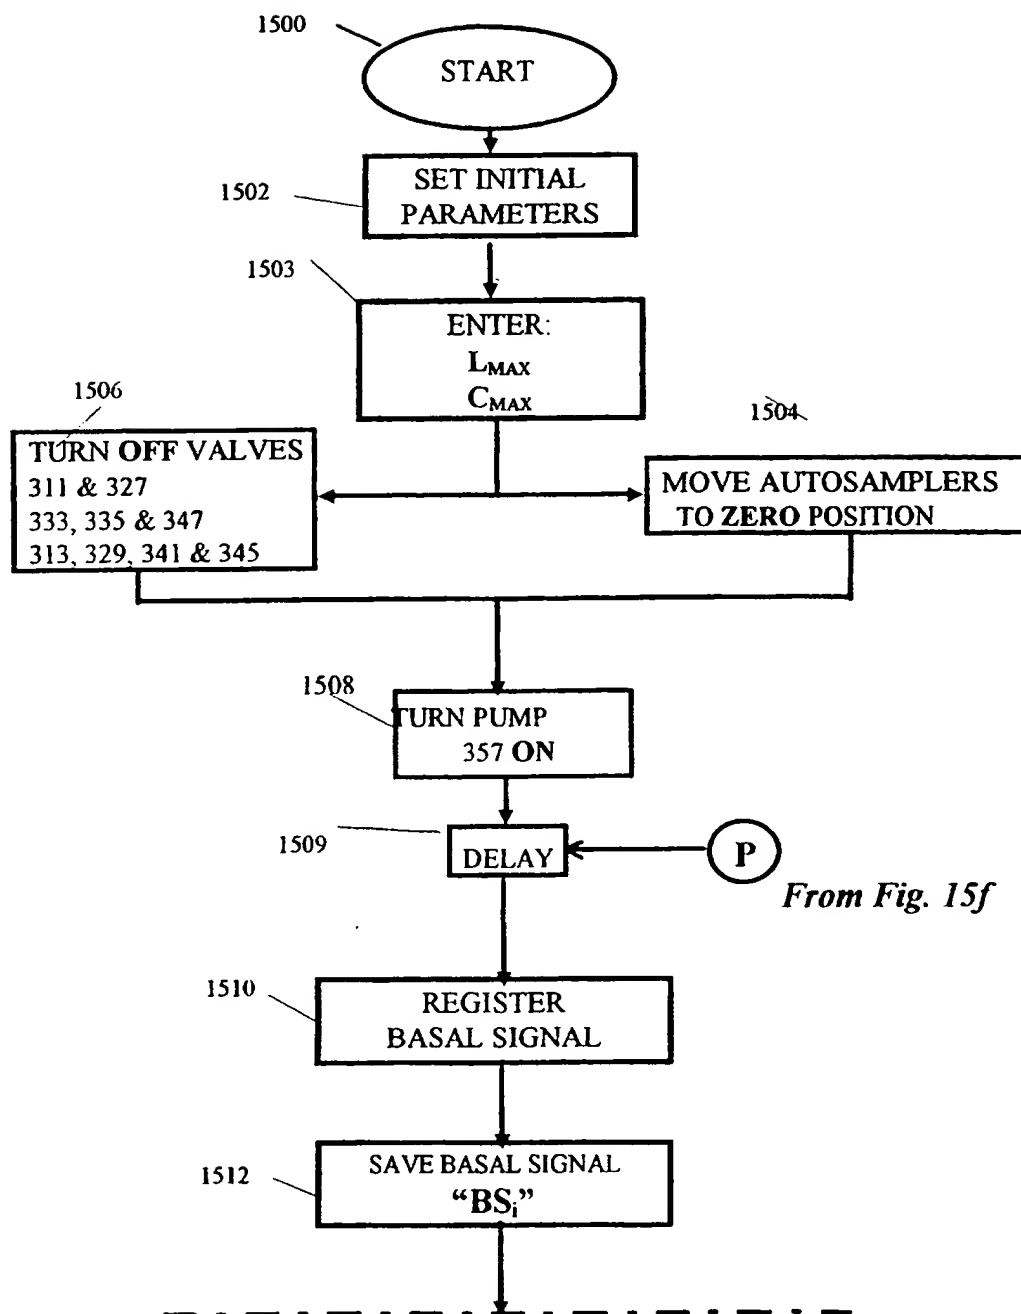 1500
START
1502
SET INITIAL
PARAMETERS
1503
ENTER:
LMAX
CMAX
1506
TURN OFF VALVES
311 & 327
333, 335 & 347
313, 329, 341 & 345
1504
MOVE AUTOSAMPLERS
TO ZERO POSITION
1508
TURN PUMP
357 ON
1509
DELAY
P
From Fig. 15f
1510
REGISTER
BASAL SIGNAL
1512
SAVE BASAL SIGNAL
“BSi”